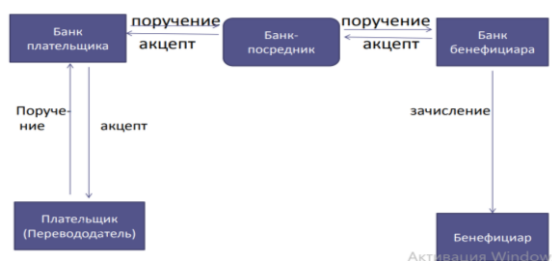 поручение
поручение
Банк
плательщика
акцепт
Банк-
посредник
акцепт
Банк
бенефициара
Поруче-
ние
акцепт
зачисление
Плательщик
(Перевододатель)
Бенефициар
Активация Window